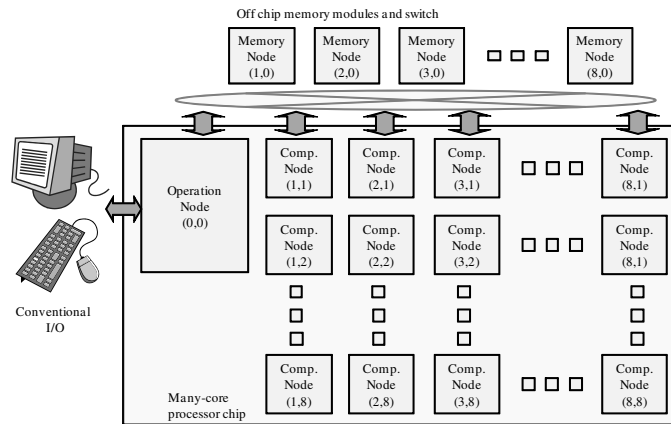 Off chip memory modules and switch
Memory Node (1,0)
Memory Node (2,0)
Memory Node (3,0)
Memory Node (8,0)
Operation Node (0,0)
Comp. Node (1,1)
Comp. Node (2,1)
Comp. Node (3,1)
Comp. Node (8,1)
Comp. Node (1,2)
Comp. Node (2,2)
Comp. Node (3,2)
Comp. Node (8,1)
Conventional I/O
Comp. Node (1,8)
Comp. Node (2,8)
Comp. Node (3,8)
Comp. Node (8,8)
Many-core processor chip